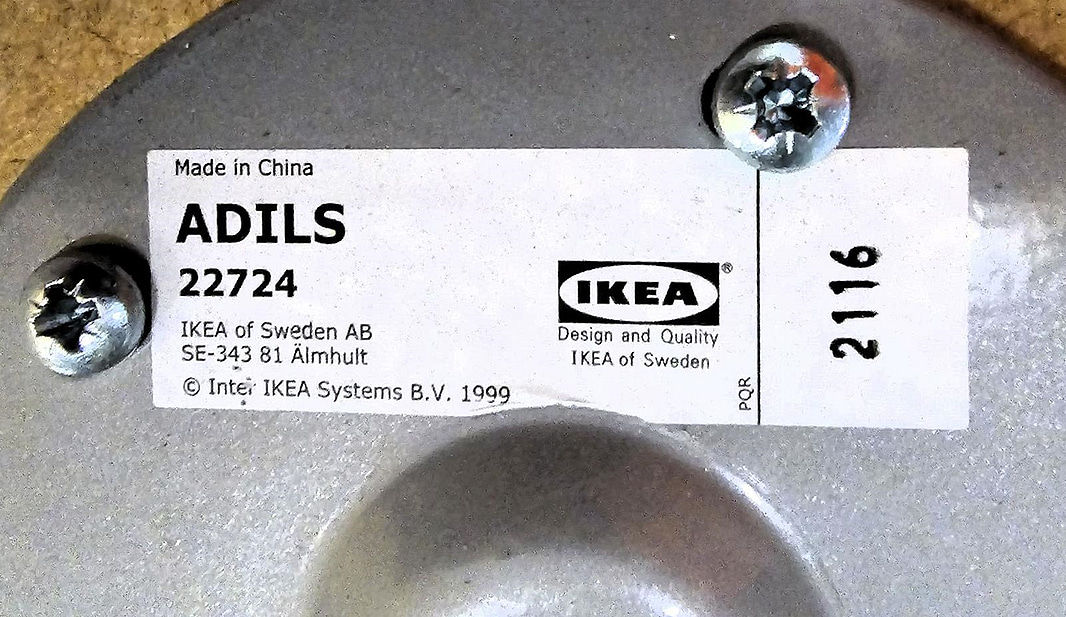 Made in China
ADILS
22724
IKEA of Sweden AB
SE-343 81 Älmhult
© Inter IKEA Systems B.V. 1999
IKEA®
Design and Quality
IKEA of Sweden
PQR
2116